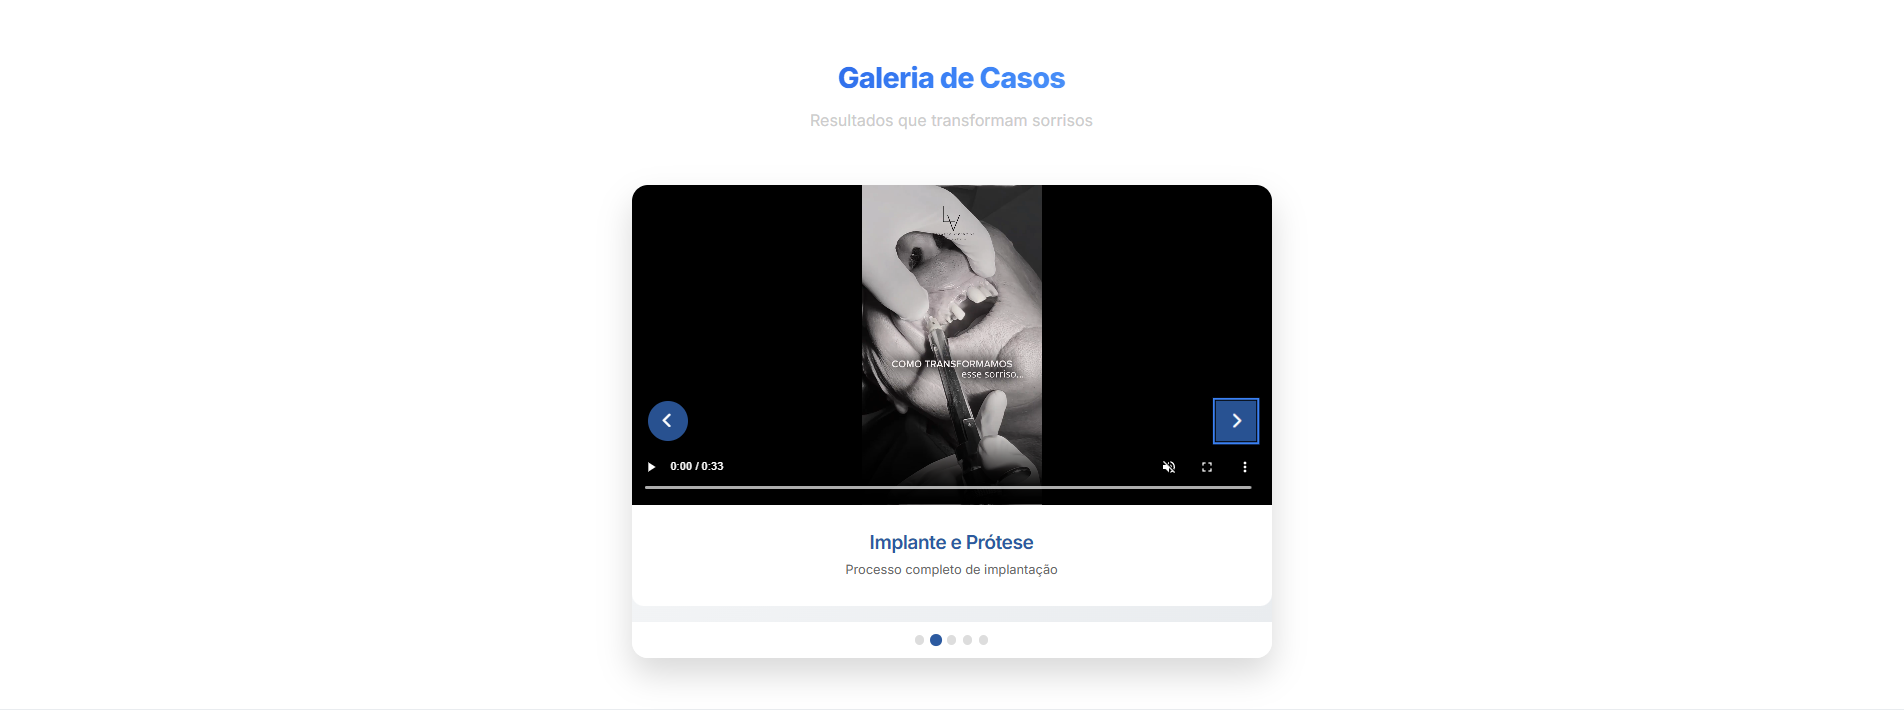 Galeria de Casos
Resultados que transformam sorrisos
LV
COMO TRANSFORMAMOS
esse sorriso...
0:00 / 0:33
Implante e Prótese
Processo completo de implantação